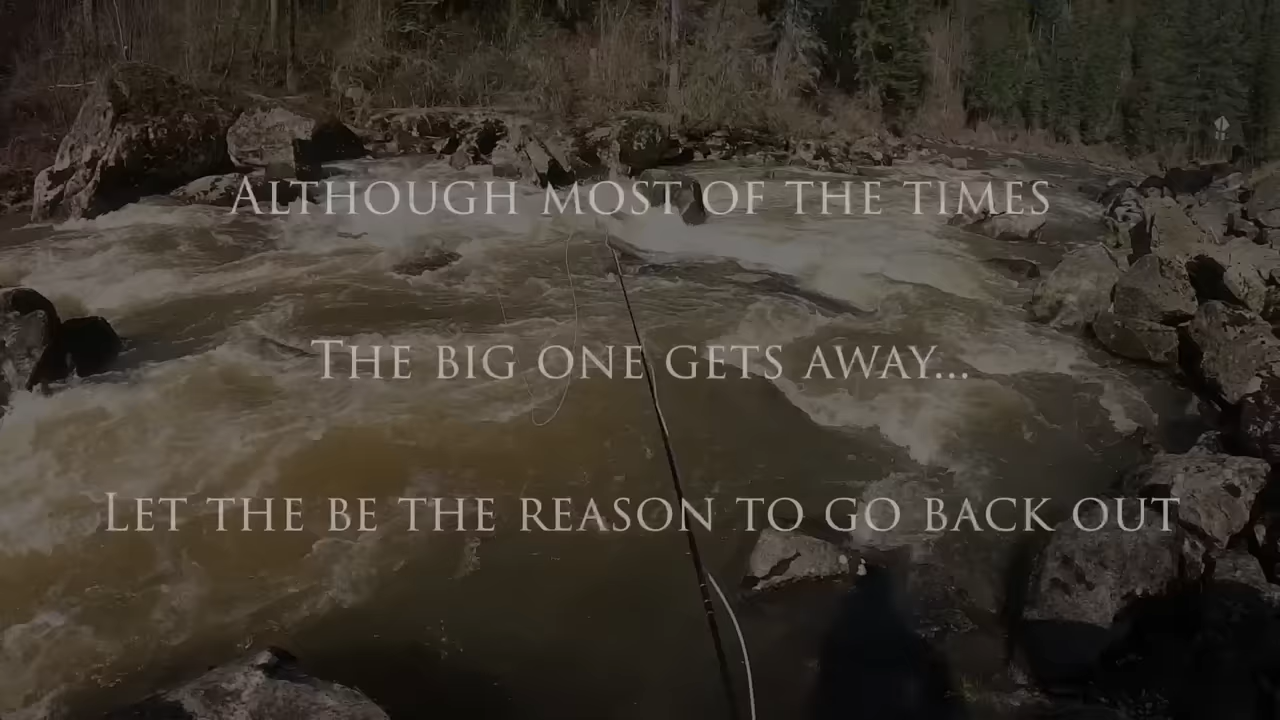 Although most of the times
The big one gets away...
Let the be the reason to go back out